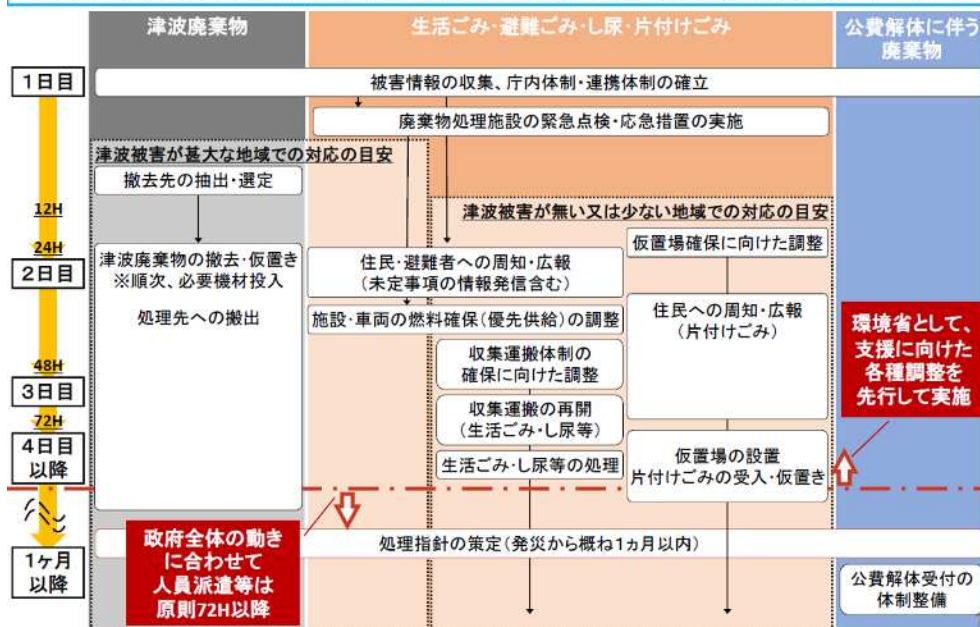 津波廃棄物
生活ごみ・避難ごみ・し尿・片付けごみ
公費解体に伴う
廃棄物
1日目
被害情報の収集、庁内体制・連携体制の確立
廃棄物処理施設の緊急点検・応急措置の実施
津波被害が甚大な地域での対応の目安
撤去先の抽出・選定
12H
津波被害が無い又は少ない地域での対応の目安
24H
2日目
津波廃棄物の撤去・仮置き
※順次、必要機材投入
処理先への搬出
住民・避難者への周知・広報
(未定事項の情報発信含む)
仮置場確保に向けた調整
施設・車両の燃料確保(優先供給)の調整
住民への周知・広報
(片付けごみ)
環境省として、
支援に向けた
各種調整を
先行して実施
48H
3日目
収集運搬体制の
確保に向けた調整
72H
収集運搬の再開
(生活ごみ・し尿等)
4日目
以降
生活ごみ・し尿等の処理
仮置場の設置
片付けごみの受入・仮置き
政府全体の動き
に合わせて
人員派遣等は
原則72H以降
1ヶ月
以降
処理指針の策定(発災から概ね1ヵ月以内)
公費解体受付の
体制整備